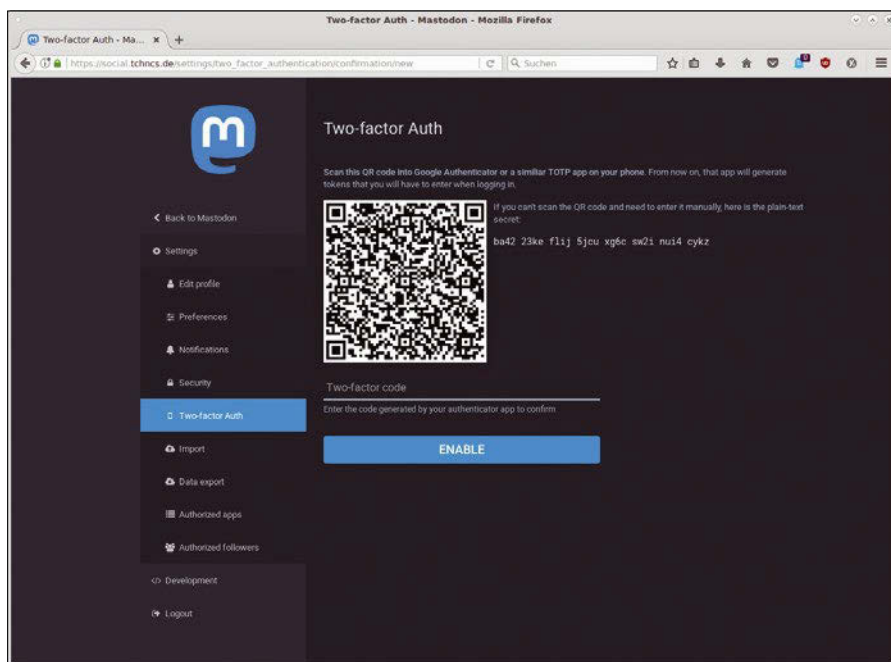 Two-factor Auth - Mastodon - Mozilla Firefox
Two-factor Auth - Ma...
https://social.tchncs.de/settings/two_factor_authentication/confirmation/new
Suchen
Two-factor Auth
Scan this QR code into Google Authenticator or a similiar TOTP app on your phone. From now on, that app will generate
tokens that you will have to enter when logging in.
If you can't scan the QR code and need to enter it manually, here is the plain-text
secret:
ba42 23ke flij 5jcu xg6c sw2i nui4 cykz
Back to Mastodon
Settings
Edit profile
Preferences
Notifications
Security
Two-factor Auth
Import
Data export
Authorized apps
Authorized followers
Development
Logout
Two-factor code
Enter the code generated by your authenticator app to confirm
ENABLE